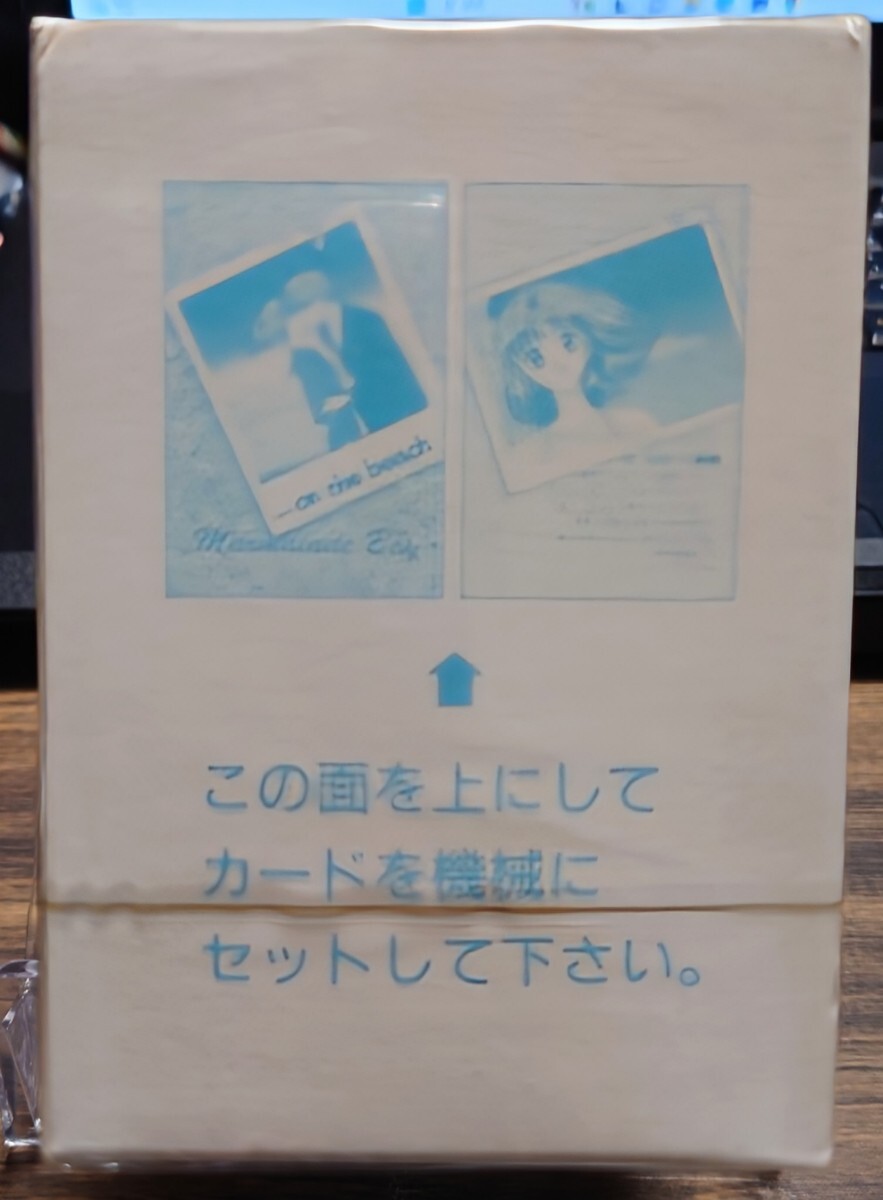 ...on the beach
Marmalade Boy
この面を上にして
カードを機械に
セットして下さい。